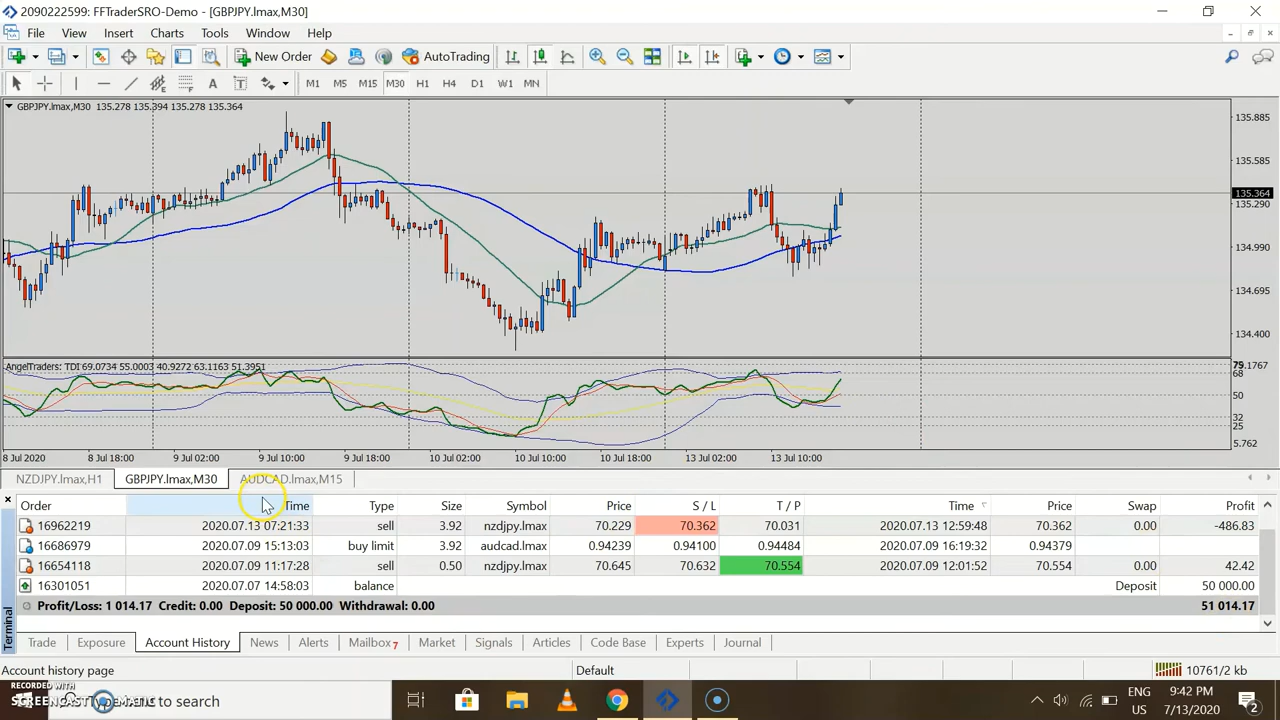 2090222599: FFTraderSRO-Demo - [GBPJPY.lmax,M30]
File View Insert Charts Tools Window Help
New Order AutoTrading
M1 M5 M15 M30 H1 H4 D1 W1 MN
GBPJPY.lmax,M30 135.278 135.394 135.278 135.364
135.885
135.585
135.364
135.290
134.990
134.695
134.400
AngelTraders: TDI 69.0734 55.0003 40.9272 63.1163 51.3951
79.1767
68
50
32
25
5.762
8 Jul 2020 8 Jul 18:00 9 Jul 02:00 9 Jul 10:00 9 Jul 18:00 10 Jul 02:00 10 Jul 10:00 10 Jul 18:00 13 Jul 02:00 13 Jul 10:00
NZDJPY.lmax,H1 GBPJPY.lmax,M30 AUDCAD.lmax,M15
Order Time Type Size Symbol Price S / L T / P Time Price Swap Profit
16962219 2020.07.13 07:21:33 sell 3.92 nzdjpy.lmax 70.229 70.362 70.031 2020.07.13 12:59:48 70.362 0.00 -486.83
16686979 2020.07.09 15:13:03 buy limit 3.92 audcad.lmax 0.94239 0.94100 0.94484 2020.07.09 16:19:32 0.94379
16654118 2020.07.09 11:17:28 sell 0.50 nzdjpy.lmax 70.645 70.632 70.554 2020.07.09 12:01:52 70.554 0.00 42.42
16301051 2020.07.07 14:58:03 balance Deposit 50 000.00
Profit/Loss: 1 014.17 Credit: 0.00 Deposit: 50 000.00 Withdrawal: 0.00 51 014.17
Terminal
Trade Exposure Account History News Alerts Mailbox 7 Market Signals Articles Code Base Experts Journal
Account history page Default 10761/2 kb
RECORDED WITH
SCREENCAST-O-MATIC
to search
ENG
US
9:42 PM
7/13/2020
2